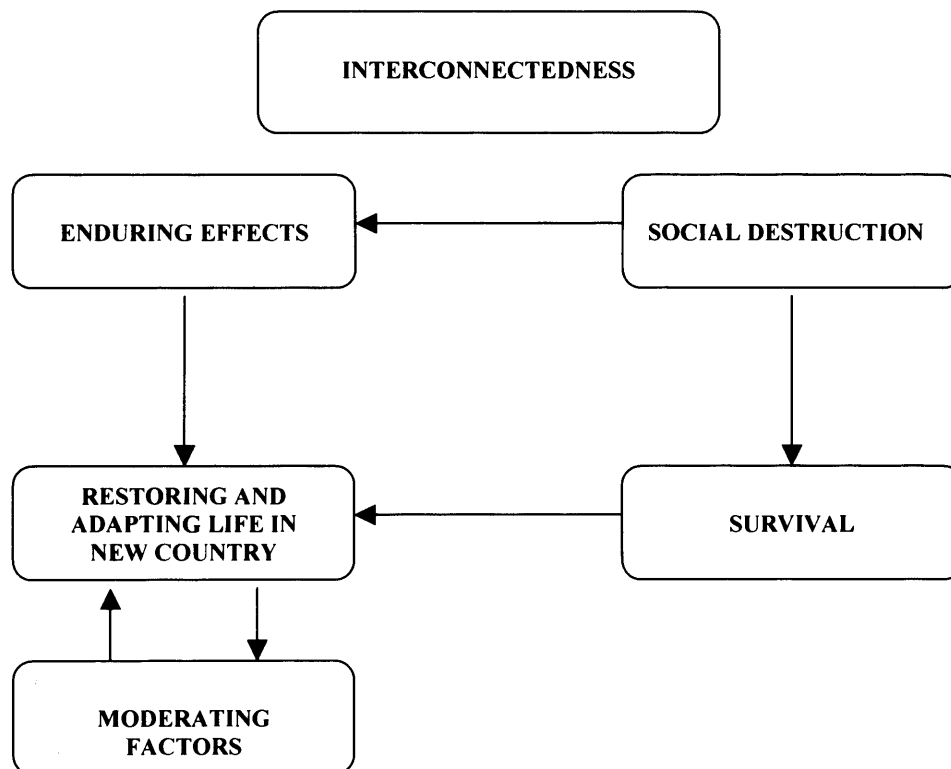 INTERCONNECTEDNESS
ENDURING EFFECTS
SOCIAL DESTRUCTION
RESTORING AND
ADAPTING LIFE IN
NEW COUNTRY
SURVIVAL
MODERATING
FACTORS